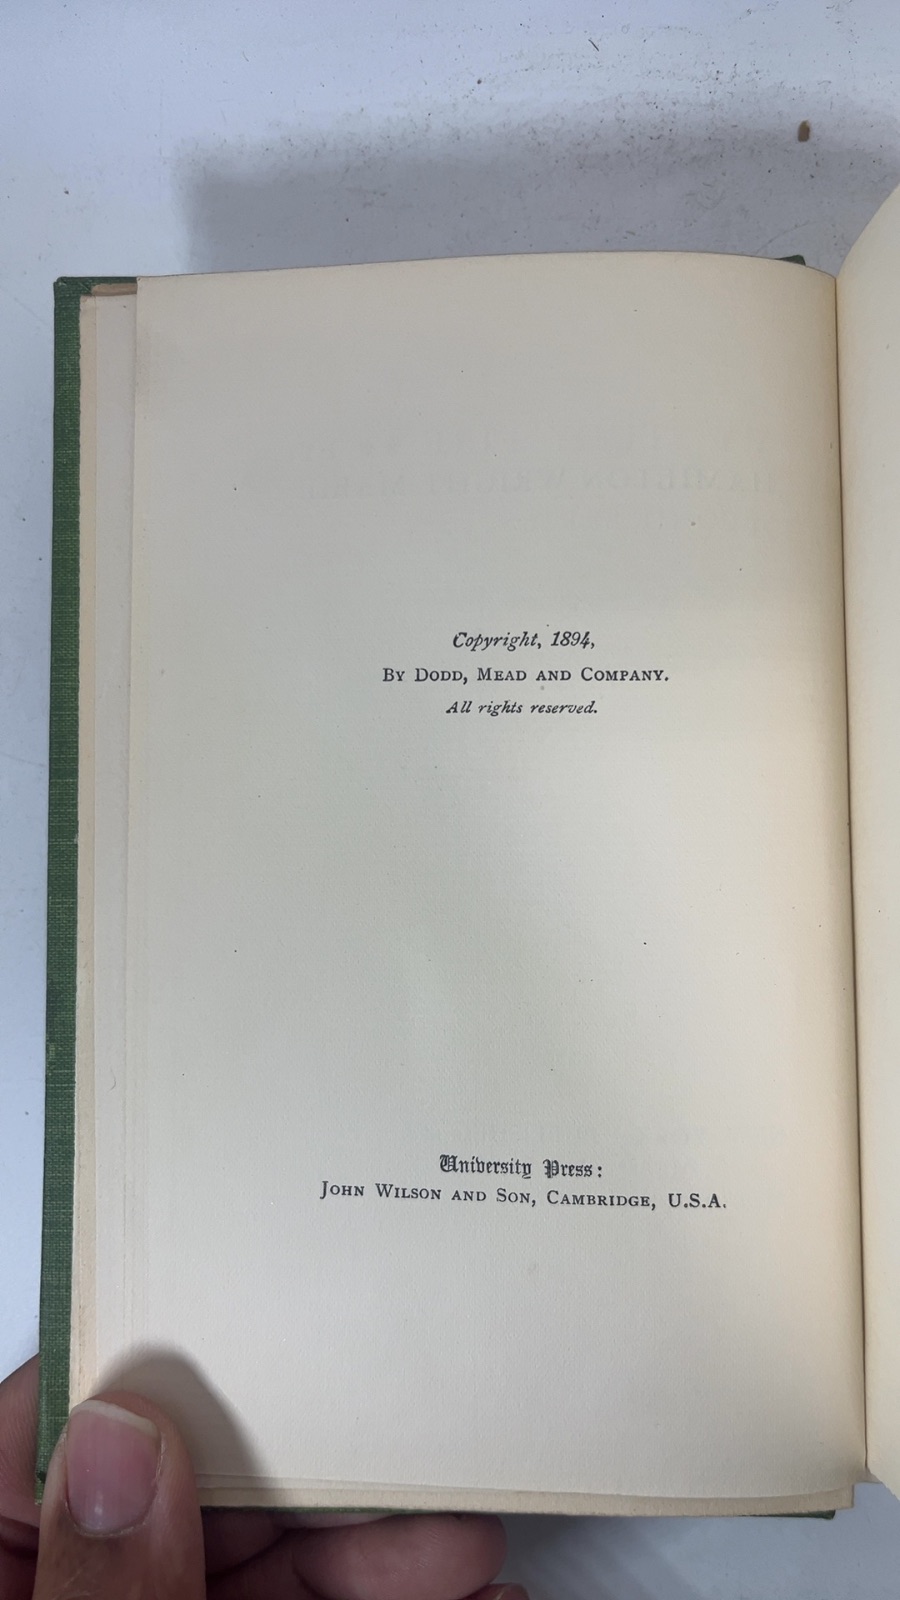 Copyright, 1894,
By Dodd, Mead and Company.
All rights reserved.
University Press:
John Wilson and Son, Cambridge, U.S.A.